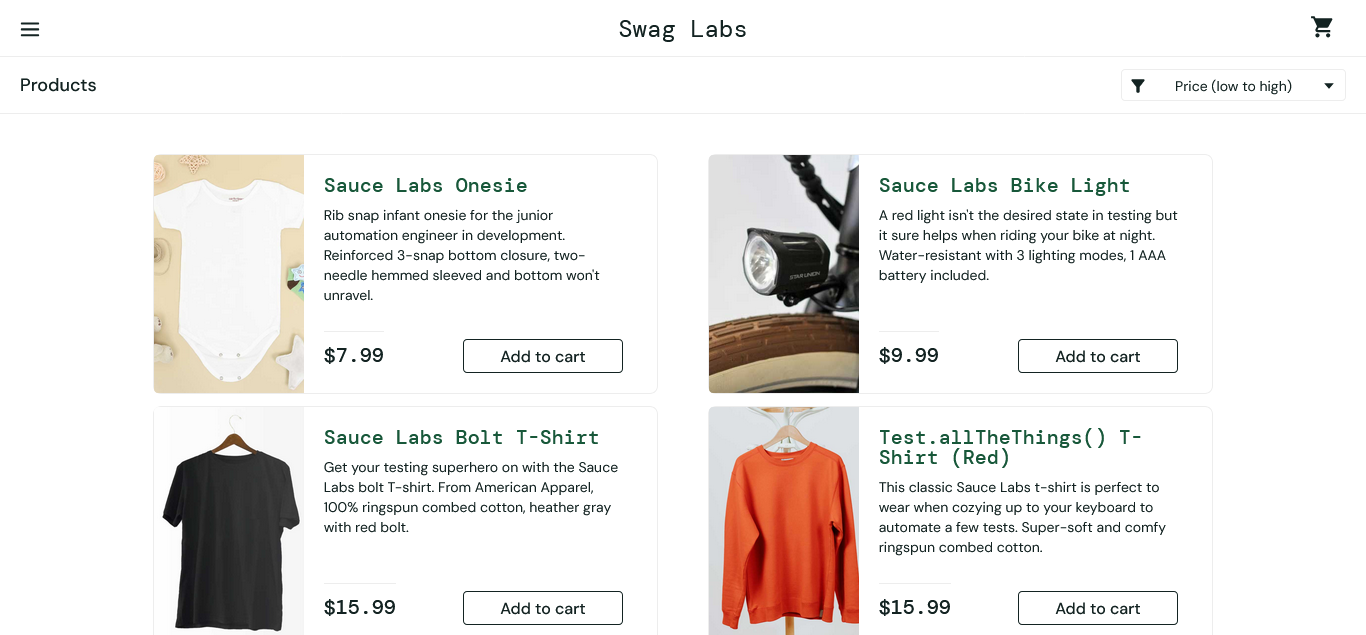 Swag Labs
Products
Price (low to high)
Sauce Labs Onesie
Rib snap infant onesie for the junior
automation engineer in development.
Reinforced 3-snap bottom closure, two-
needle hemmed sleeved and bottom won't
unravel.
$7.99
Add to cart
Sauce Labs Bike Light
A red light isn't the desired state in testing but
it sure helps when riding your bike at night.
Water-resistant with 3 lighting modes, 1 AAA
battery included.
$9.99
Add to cart
STAR UNION
Sauce Labs Bolt T-Shirt
Get your testing superhero on with the Sauce
Labs bolt T-shirt. From American Apparel,
100% ringspun combed cotton, heather gray
with red bolt.
$15.99
Add to cart
Test.allTheThings() T-
Shirt (Red)
This classic Sauce Labs t-shirt is perfect to
wear when cozying up to your keyboard to
automate a few tests. Super-soft and comfy
ringspun combed cotton.
$15.99
Add to cart